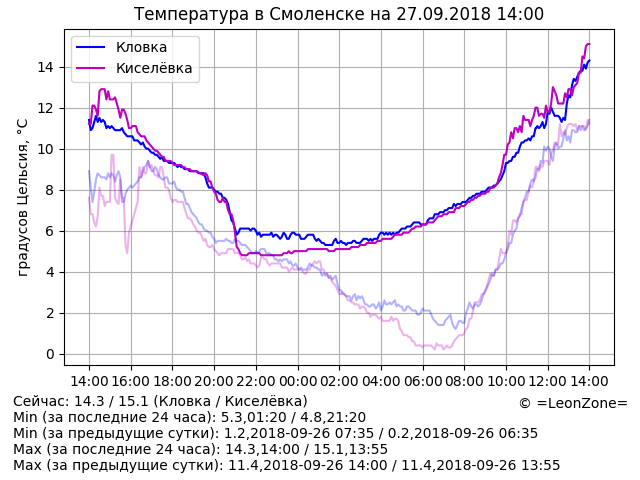 Температура в Смоленске на 27.09.2018 14:00
Кловка
Киселёвка
градусов Цельсия, °C
14
12
10
8
6
4
2
0
14:00 16:00 18:00 20:00 22:00 00:00 02:00 04:00 06:00 08:00 10:00 12:00 14:00
Сейчас: 14.3 / 15.1 (Кловка / Киселёвка)
© =LeonZone=
Min (за последние 24 часа): 5.3,01:20 / 4.8,21:20
Min (за предыдущие сутки): 1.2,2018-09-26 07:35 / 0.2,2018-09-26 06:35
Max (за последние 24 часа): 14.3,14:00 / 15.1,13:55
Max (за предыдущие сутки): 11.4,2018-09-26 14:00 / 11.4,2018-09-26 13:55